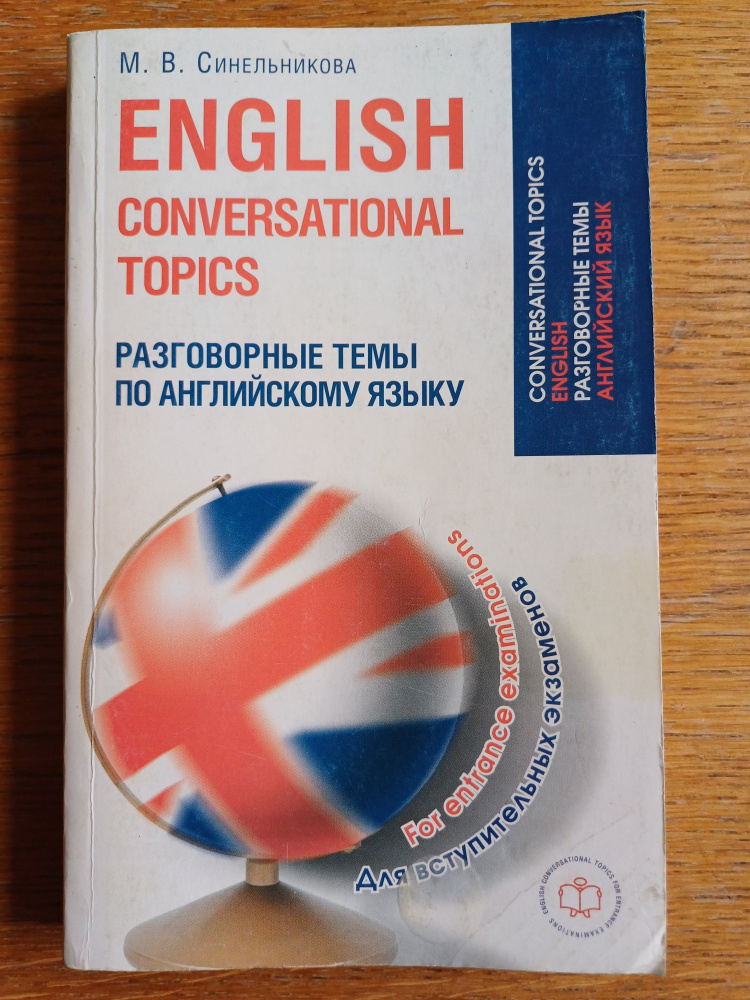 М. В. Синельникова
ENGLISH
CONVERSATIONAL
TOPICS
РАЗГОВОРНЫЕ ТЕМЫ
ПО АНГЛИЙСКОМУ ЯЗЫКУ
CONVERSATIONAL TOPICS
ENGLISH
РАЗГОВОРНЫЕ ТЕМЫ
АНГЛИЙСКИЙ ЯЗЫК
For entrance examinations
Для вступительных экзаменов
ENGLISH CONVERSATIONAL TOPICS FOR ENTRANCE EXAMINATIONS